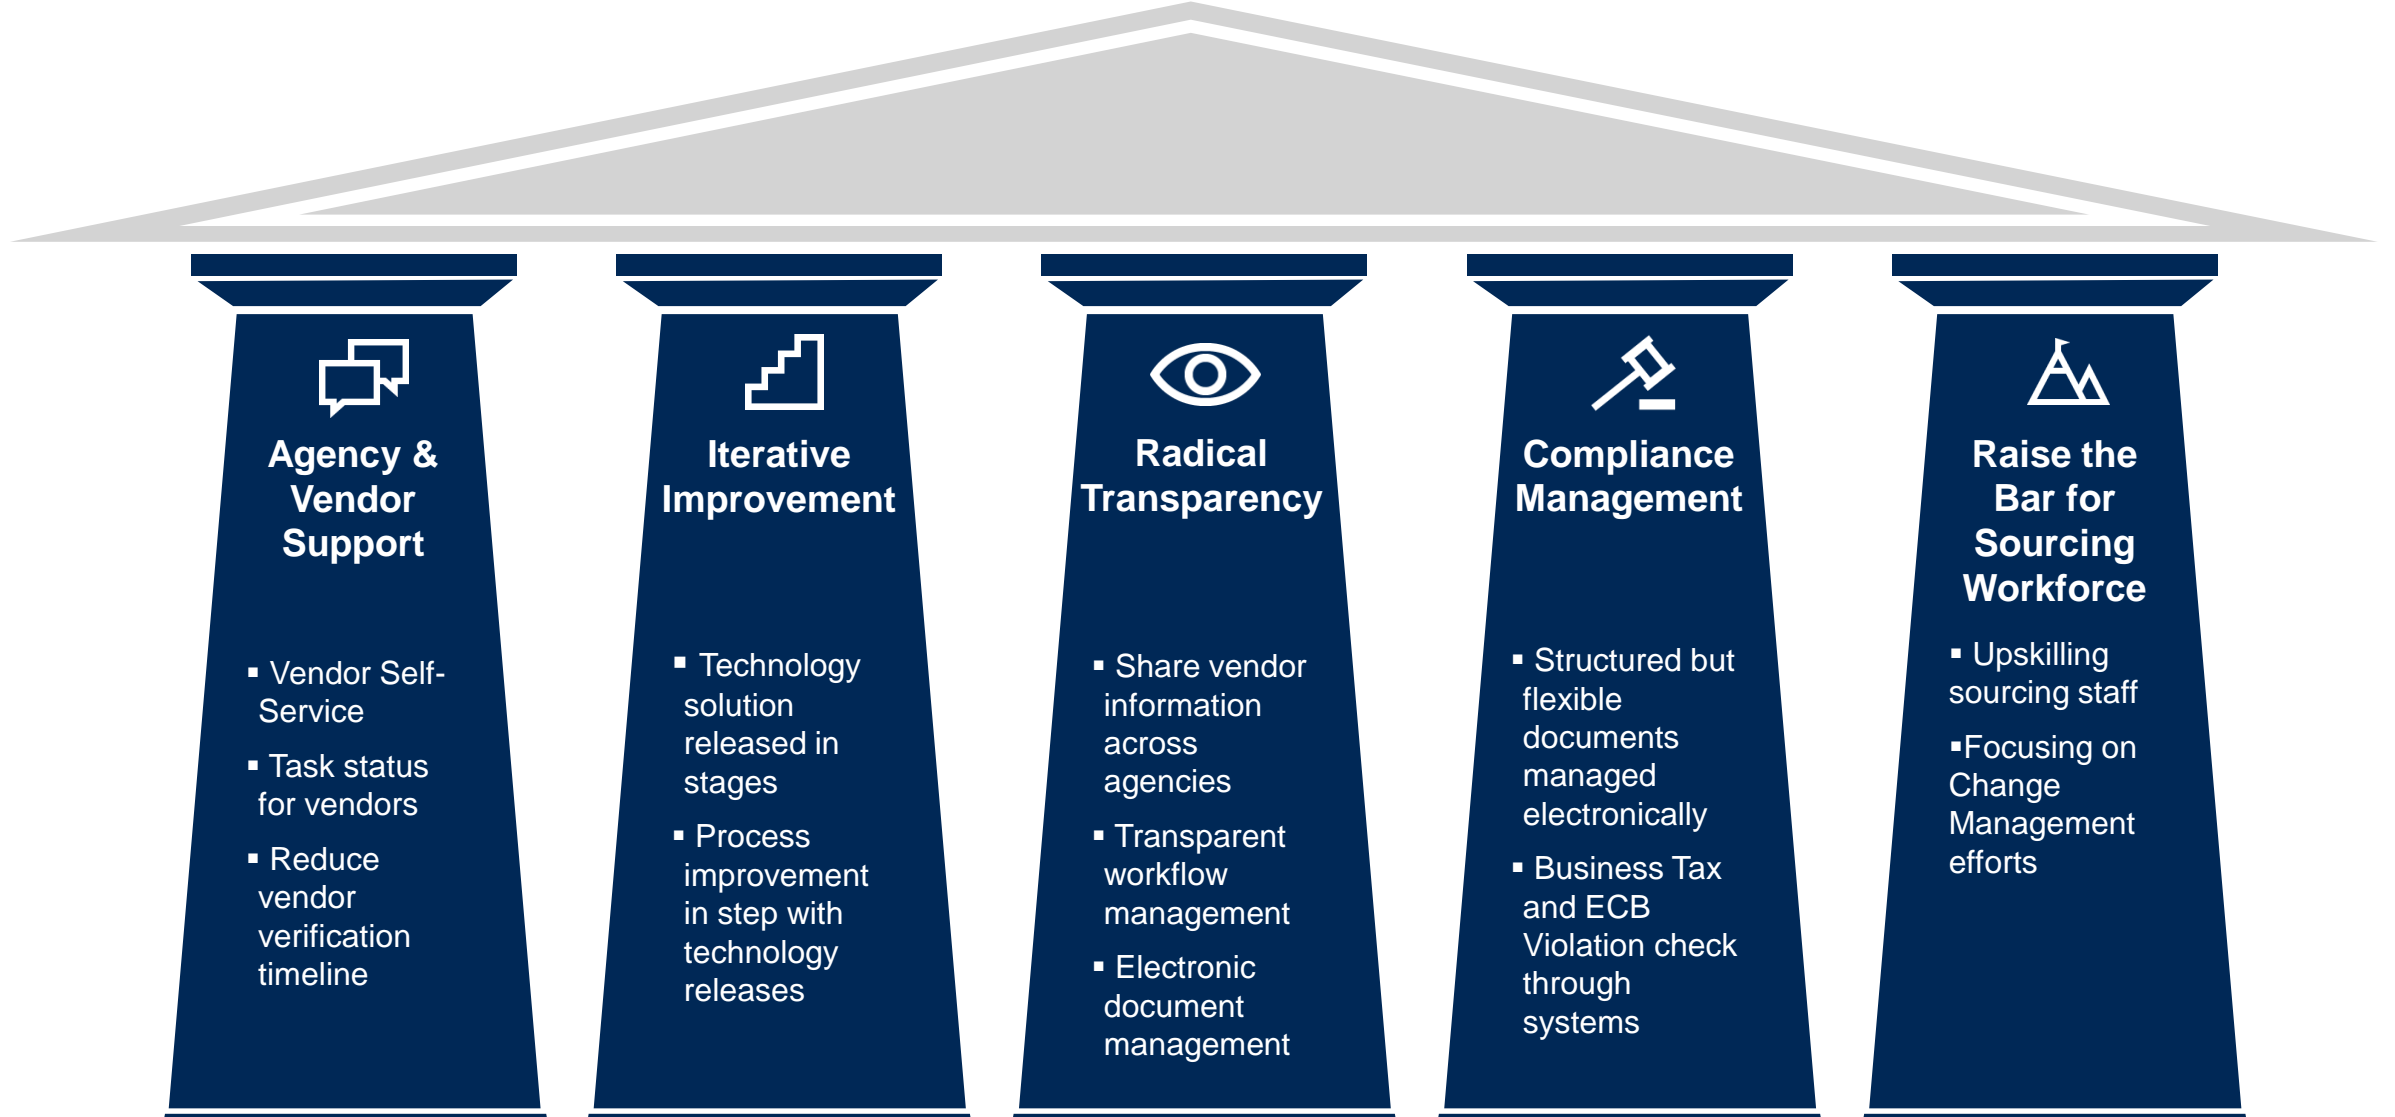 Agency &
Vendor
Support
▪ Vendor Self-
Service
▪ Task status
for vendors
▪ Reduce
vendor
verification
timeline
Iterative
Improvement
▪ Technology
solution
released in
stages
▪ Process
improvement
in step with
technology
releases
Radical
Transparency
▪ Share vendor
information
across
agencies
▪ Transparent
workflow
management
▪ Electronic
document
management
Compliance
Management
▪ Structured but
flexible
documents
managed
electronically
▪ Business Tax
and ECB
Violation check
through
systems
Raise the
Bar for
Sourcing
Workforce
▪ Upskilling
sourcing staff
▪Focusing on
Change
Management
efforts